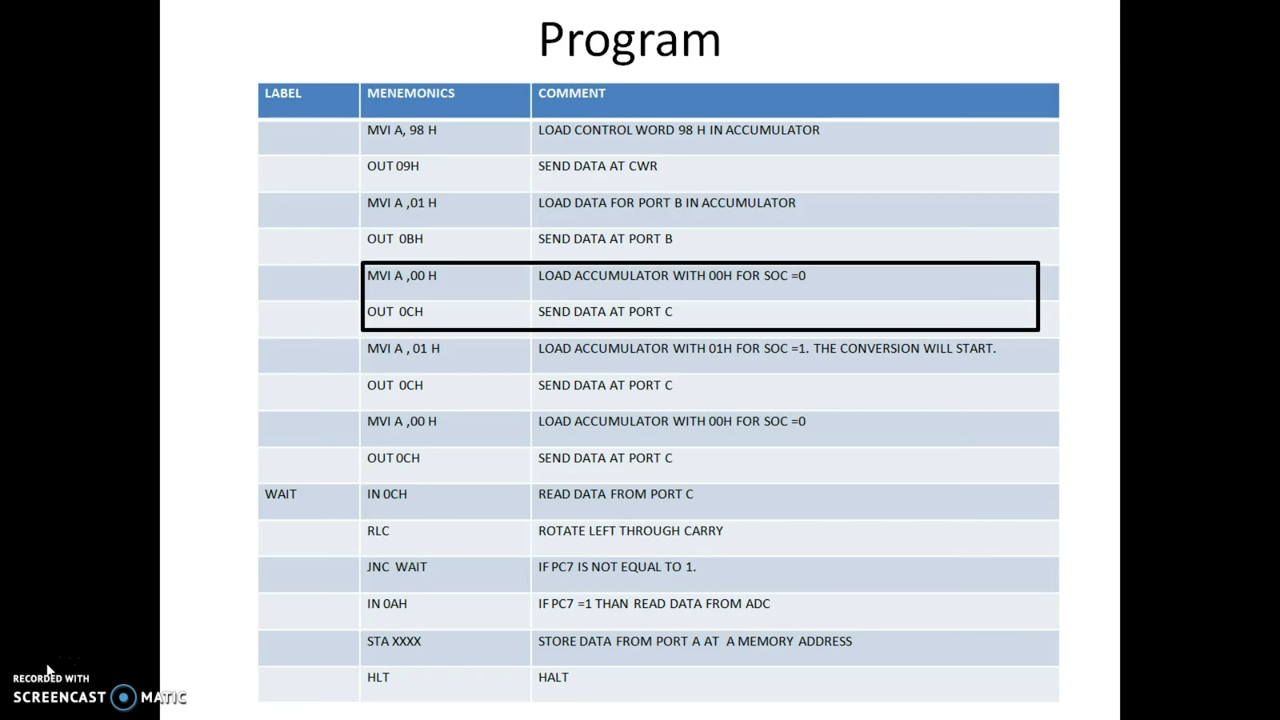 Program
LABEL MENEMONICS COMMENT
MVI A, 98 H LOAD CONTROL WORD 98 H IN ACCUMULATOR
OUT 09H SEND DATA AT CWR
MVI A ,01 H LOAD DATA FOR PORT B IN ACCUMULATOR
OUT 0BH SEND DATA AT PORT B
MVI A ,00 H LOAD ACCUMULATOR WITH 00H FOR SOC =0
OUT 0CH SEND DATA AT PORT C
MVI A , 01 H LOAD ACCUMULATOR WITH 01H FOR SOC =1. THE CONVERSION WILL START.
OUT 0CH SEND DATA AT PORT C
MVI A ,00 H LOAD ACCUMULATOR WITH 00H FOR SOC =0
OUT 0CH SEND DATA AT PORT C
WAIT IN 0CH READ DATA FROM PORT C
RLC ROTATE LEFT THROUGH CARRY
JNC WAIT IF PC7 IS NOT EQUAL TO 1.
IN 0AH IF PC7 =1 THAN READ DATA FROM ADC
STA XXXX STORE DATA FROM PORT A AT A MEMORY ADDRESS
HLT HALT
RECORDED WITH
SCREENCAST MATIC